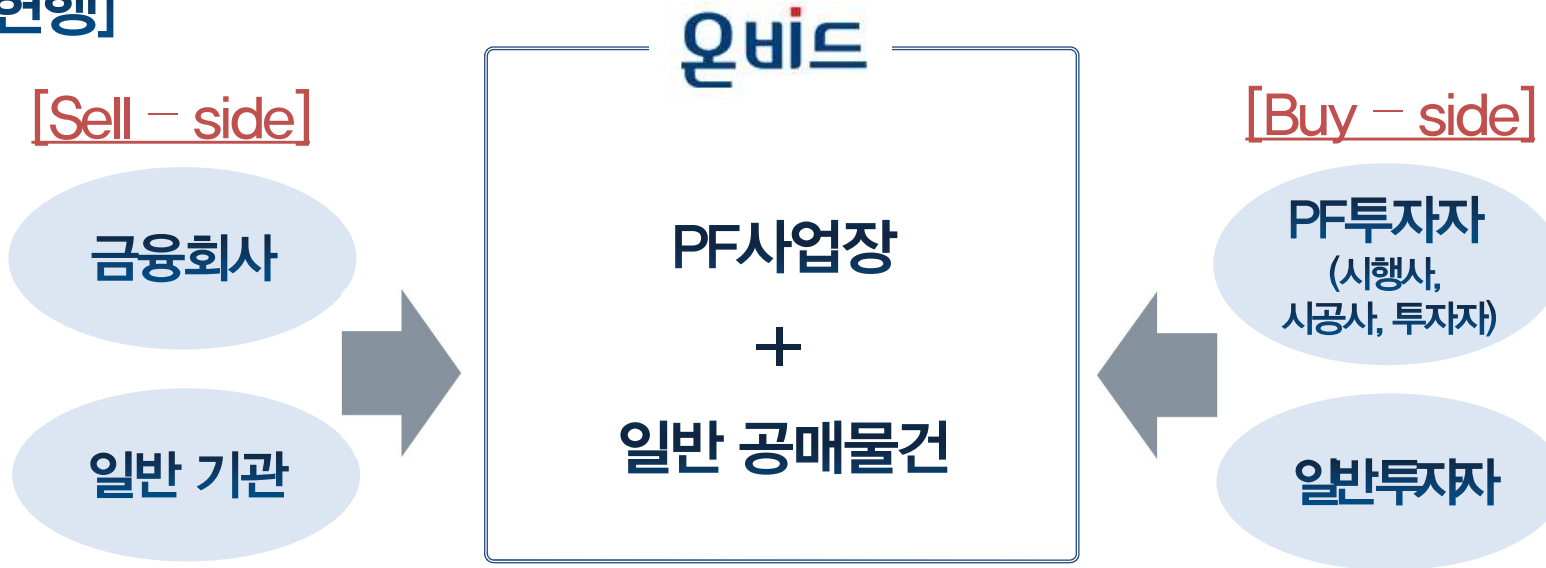 현행]
온비드
[Sell – side]
금융회사
일반 기관
PF사업장
+
일반 공매물건
[Buy – side]
PF투자자
(시행사,
시공사, 투자자)
일반투자자